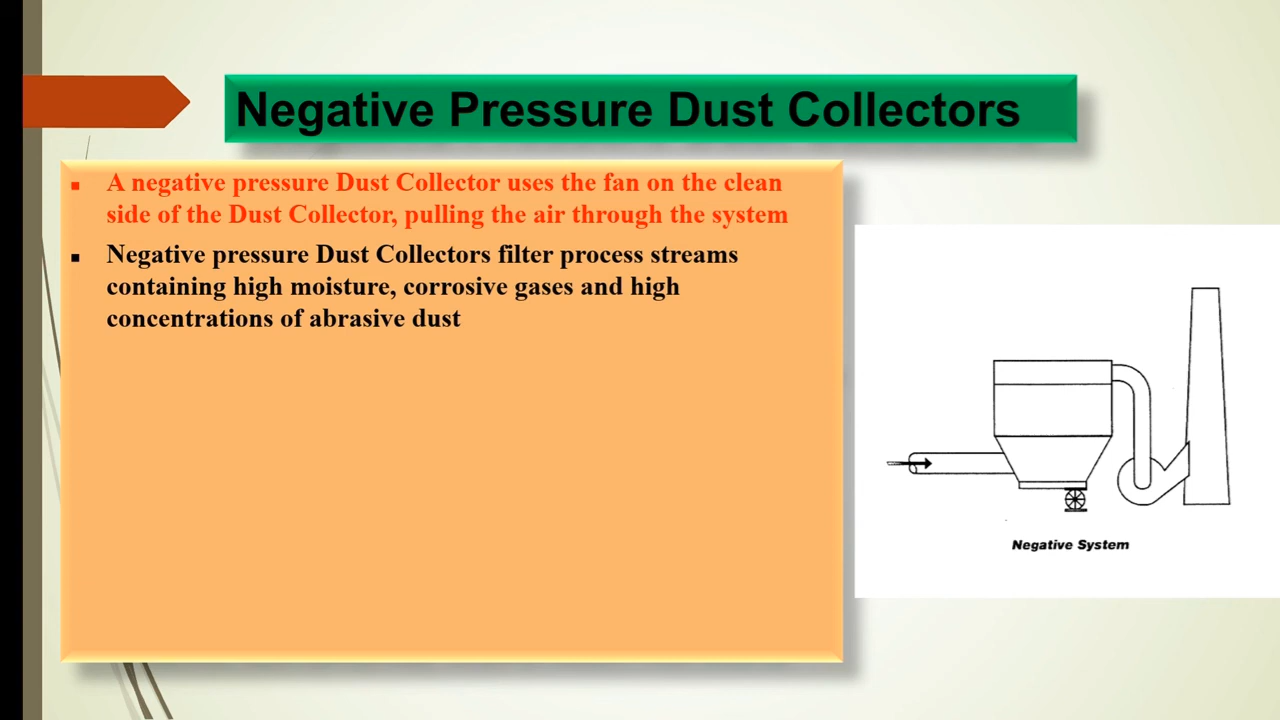 Negative Pressure Dust Collectors
A negative pressure Dust Collector uses the fan on the clean
side of the Dust Collector, pulling the air through the system
Negative pressure Dust Collectors filter process streams
containing high moisture, corrosive gases and high
concentrations of abrasive dust
Negative System